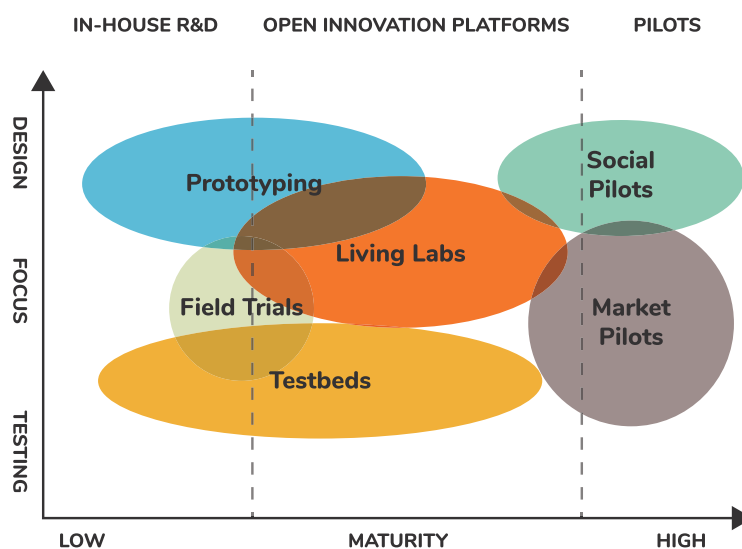 IN-HOUSE R&D
OPEN INNOVATION PLATFORMS
PILOTS
DESIGN
FOCUS
TESTING
Prototyping
Social
Pilots
Living Labs
Field Trials
Market
Pilots
Testbeds
LOW
MATURITY
HIGH